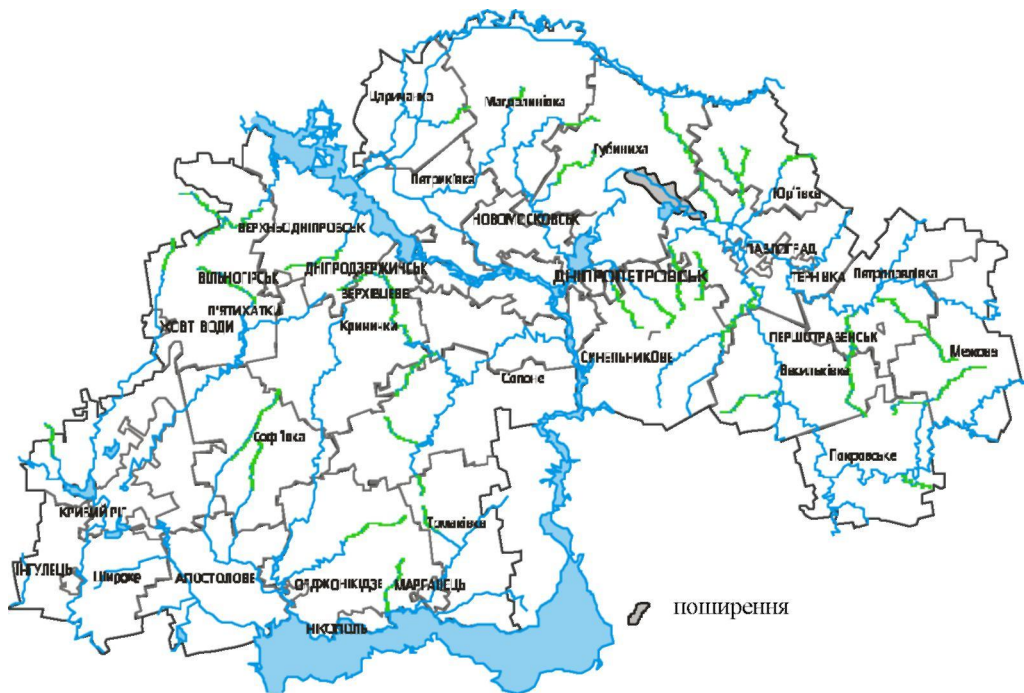 Царичанка
Магдалинівка
Губиниха
Петриківка
Юр'ївка
НОВОМОСКОВСЬК
ВЕРХНЬОДНІПРОВСЬК
ПАВЛОГРАД
ДНІПРОДЗЕРЖИНСЬК
ДНІПРОПЕТРОВСЬК
ВІЛЬНОГІРСЬК
ТЕРНІВКА
Петропавлівка
ВЕРХІВЦЕВЕ
П'ЯТИХАТКИ
Кринички
ЖОВТІ ВОДИ
ПЕРШОТРАВЕНСЬК
СИНЕЛЬНИКОВЕ
Межова
Васильківка
Солоне
Софіївка
Покровське
КРИВИЙ РІГ
Томаківка
ІНГУЛЕЦЬ
Широке
АПОСТОЛОВЕ
ОРДЖОНІКІДЗЕ
МАРГАНЕЦЬ
поширення
НІКОПОЛЬ